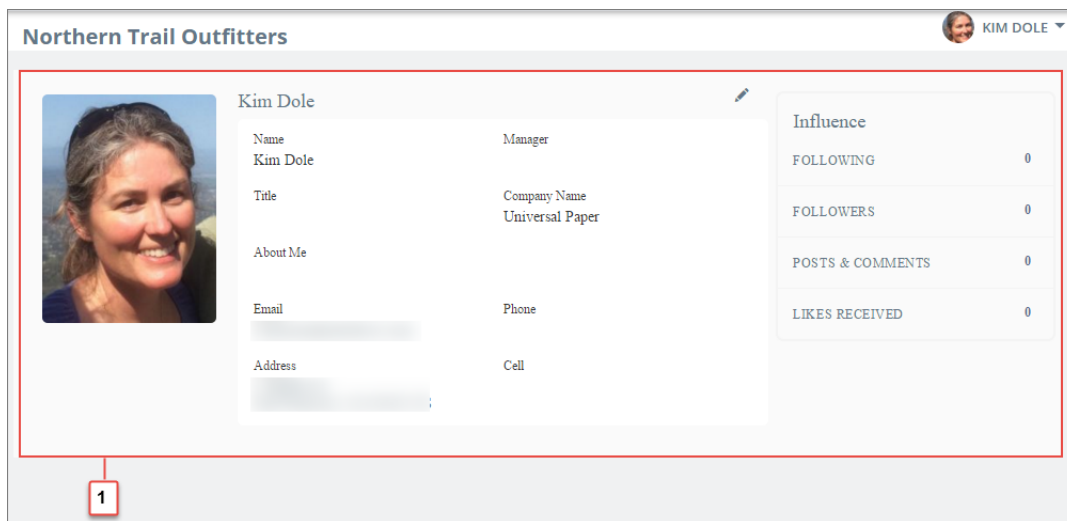 Northern Trail Outfitters
KIM DOLE
Kim Dole
Name
Kim Dole
Manager
Title
Company Name
Universal Paper
About Me
Email
Phone
Address
Cell
Influence
FOLLOWING 0
FOLLOWERS 0
POSTS & COMMENTS 0
LIKES RECEIVED 0
1